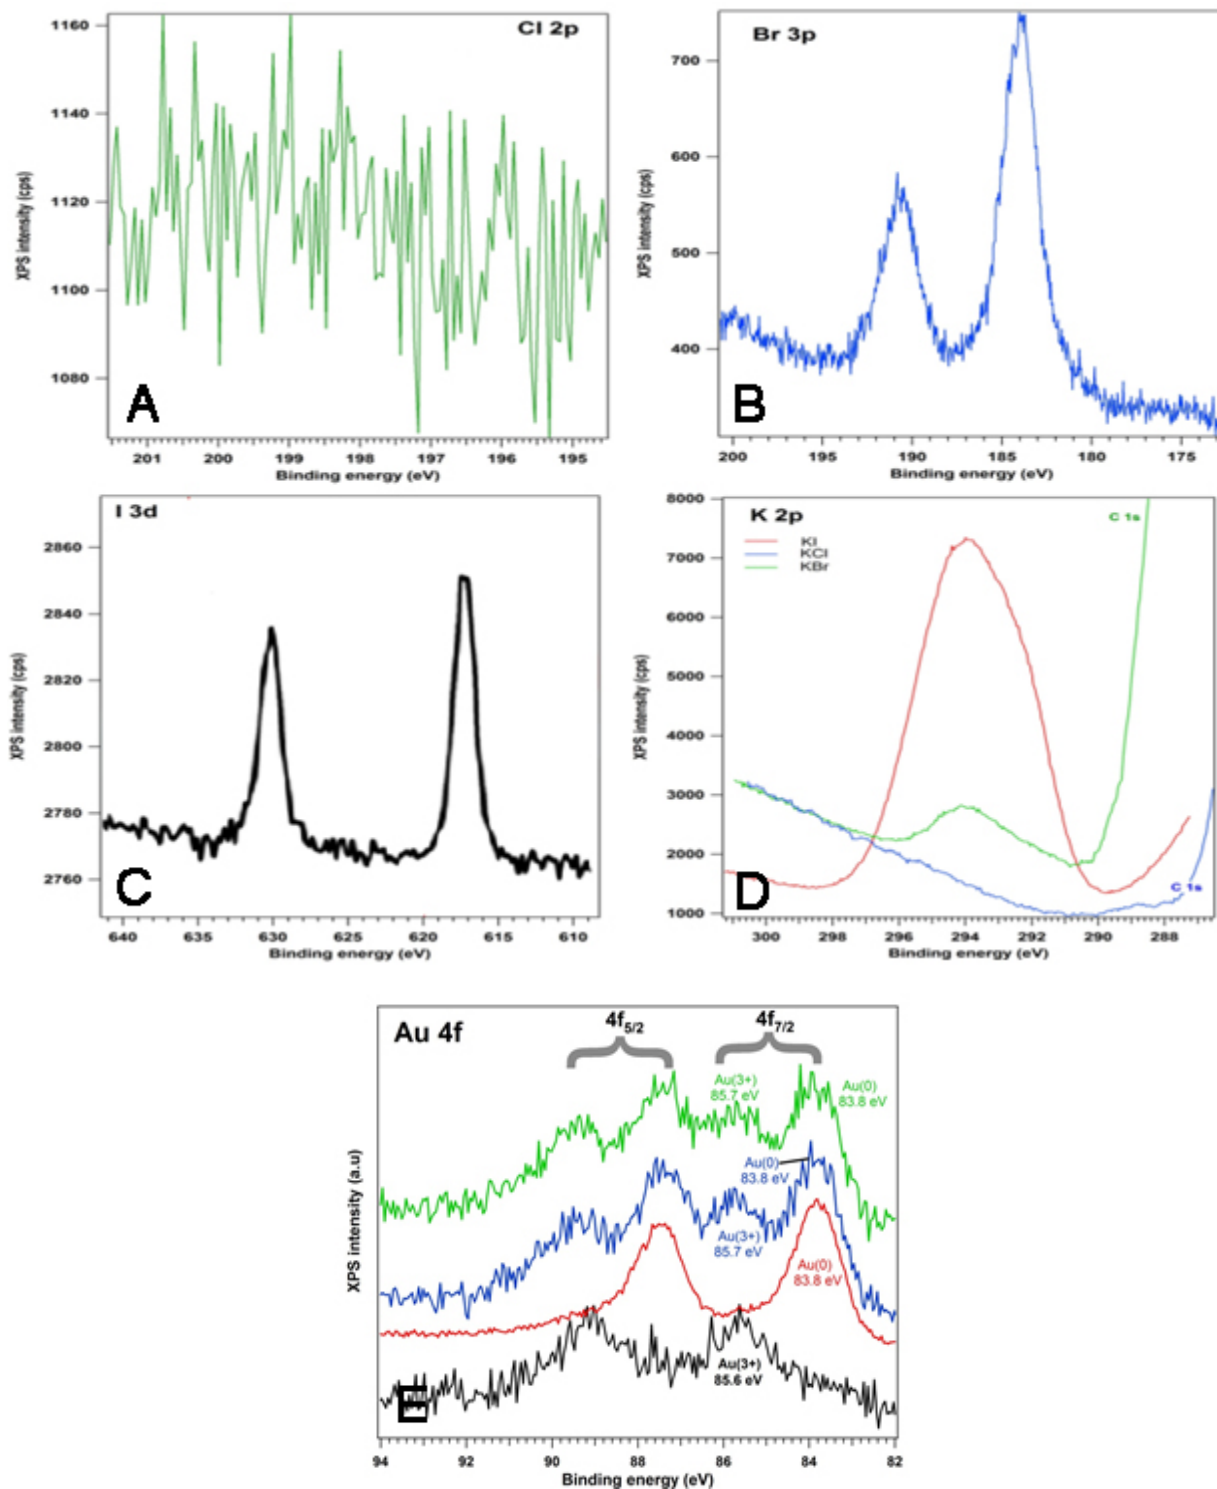 Cl 2p
1160
1140
1120
1100
1080
XPS intensity (cps)
A
201 200 199 198 197 196 195
Binding energy (eV)
Br 3p
700
600
500
400
XPS intensity (cps)
B
200 195 190 185 180 175
Binding energy (eV)
I 3d
2860
2840
2820
2800
2780
2760
XPS intensity (cps)
C
640 635 630 625 620 615 610
Binding energy (eV)
8000
7000
6000
5000
4000
3000
2000
1000
XPS intensity (cps)
K 2p
KI
KCl
KBr
C 1s
C 1s
D
300 298 296 294 292 290 288
Binding energy (eV)
Au 4f
4f5/2
4f7/2
Au(3+)
85.7 eV
Au(0)
83.8 eV
Au(0)
83.8 eV
Au(3+)
85.7 eV
Au(0)
83.8 eV
Au(3+)
85.6 eV
XPS intensity (a.u)
E
94 92 90 88 86 84 82
Binding energy (eV)